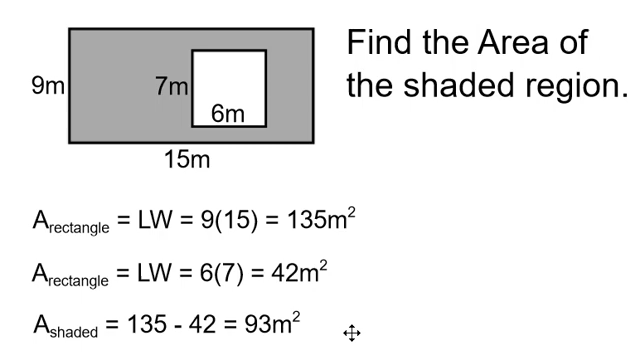 Find the Area of
the shaded region.
9m
7m
6m
15m
Arectangle = LW = 9(15) = 135m²
Arectangle = LW = 6(7) = 42m²
Ashaded = 135 - 42 = 93m²